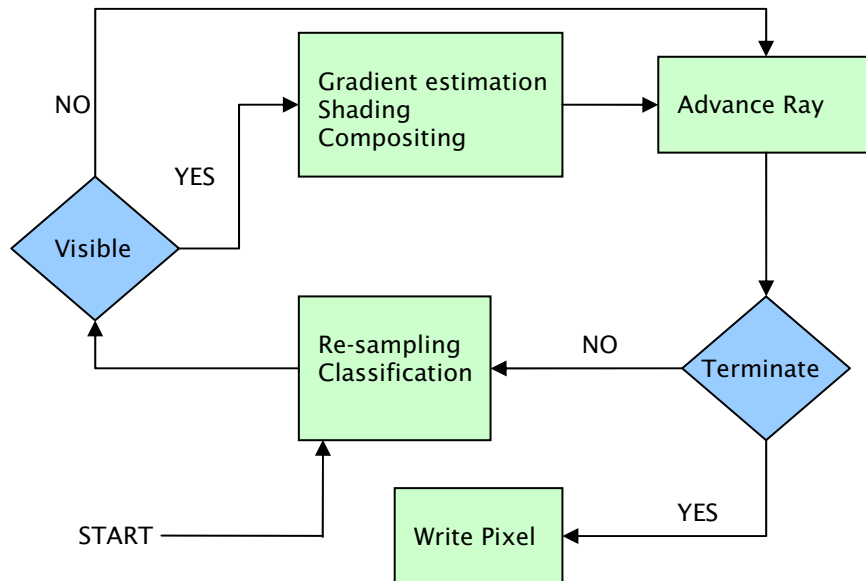 NO
Gradient estimation
Shading
Compositing
Advance Ray
YES
Visible
Re-sampling
Classification
NO
Terminate
START
Write Pixel
YES